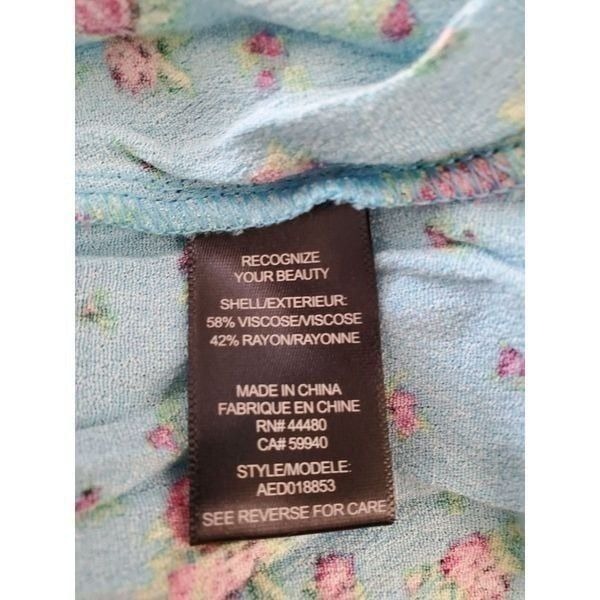 RECOGNIZE
YOUR BEAUTY
SHELL/EXTERIEUR:
58% VISCOSE/VISCOSE
42% RAYON/RAYONNE
MADE IN CHINA
FABRIQUE EN CHINE
RN# 44480
CA# 59940
STYLE/MODELE:
AED018853
SEE REVERSE FOR CARE